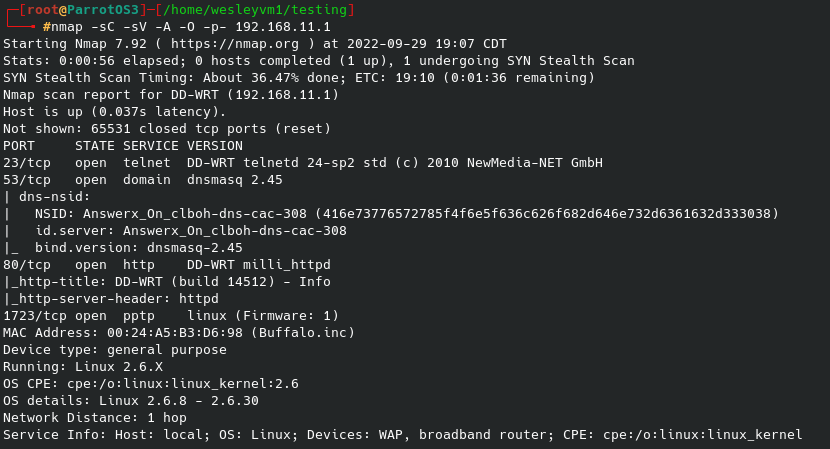 [root@ParrotOS3]-[/home/wesleyvm1/testing]
#nmap -sC -sV -A -O -p- 192.168.11.1
Starting Nmap 7.92 ( https://nmap.org ) at 2022-09-29 19:07 CDT
Stats: 0:00:56 elapsed; 0 hosts completed (1 up), 1 undergoing SYN Stealth Scan
SYN Stealth Scan Timing: About 36.47% done; ETC: 19:10 (0:01:36 remaining)
Nmap scan report for DD-WRT (192.168.11.1)
Host is up (0.037s latency).
Not shown: 65531 closed tcp ports (reset)
PORT     STATE SERVICE VERSION
23/tcp   open  telnet  DD-WRT telnetd 24-sp2 std (c) 2010 NewMedia-NET GmbH
53/tcp   open  domain  dnsmasq 2.45
| dns-nsid:
|   NSID: Answerx_On_clboh-dns-cac-308 (416e73776572785f4f6e5f636c626f682d646e732d6361632d333038)
|   id.server: Answerx_On_clboh-dns-cac-308
|_  bind.version: dnsmasq-2.45
80/tcp   open  http    DD-WRT milli_httpd
|_http-title: DD-WRT (build 14512) - Info
|_http-server-header: httpd
1723/tcp open  pptp    linux (Firmware: 1)
MAC Address: 00:24:A5:B3:D6:98 (Buffalo.inc)
Device type: general purpose
Running: Linux 2.6.X
OS CPE: cpe:/o:linux:linux_kernel:2.6
OS details: Linux 2.6.8 - 2.6.30
Network Distance: 1 hop
Service Info: Host: local; OS: Linux; Devices: WAP, broadband router; CPE: cpe:/o:linux:linux_kernel